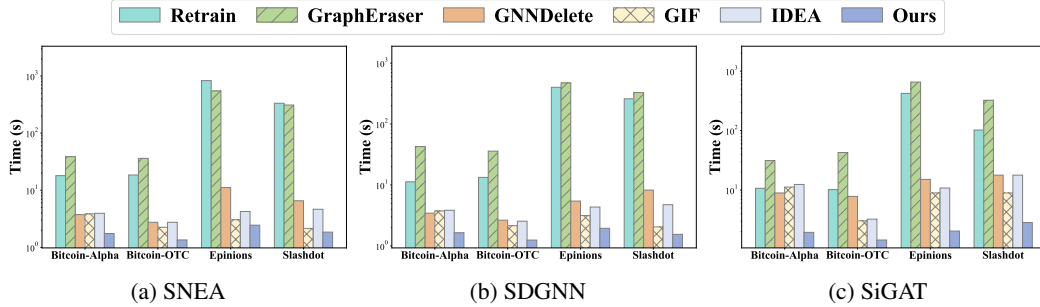 Retrain GraphEraser GNNDelete GIF IDEA Ours
Time (s)
10³
10²
10¹
10⁰
Bitcoin-Alpha Bitcoin-OTC Epinions Slashdot
(a) SNEA
Time (s)
10³
10²
10¹
10⁰
Bitcoin-Alpha Bitcoin-OTC Epinions Slashdot
(b) SDGNN
Time (s)
10³
10²
10¹
Bitcoin-Alpha Bitcoin-OTC Epinions Slashdot
(c) SiGAT